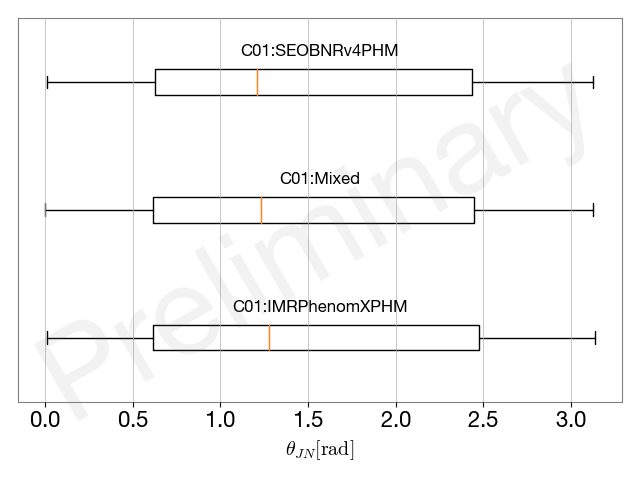 C01:SEOBNRv4PHM
C01:Mixed
C01:IMRPhenomXPHM
Preliminary
0.0 0.5 1.0 1.5 2.0 2.5 3.0
θ_JN[rad]